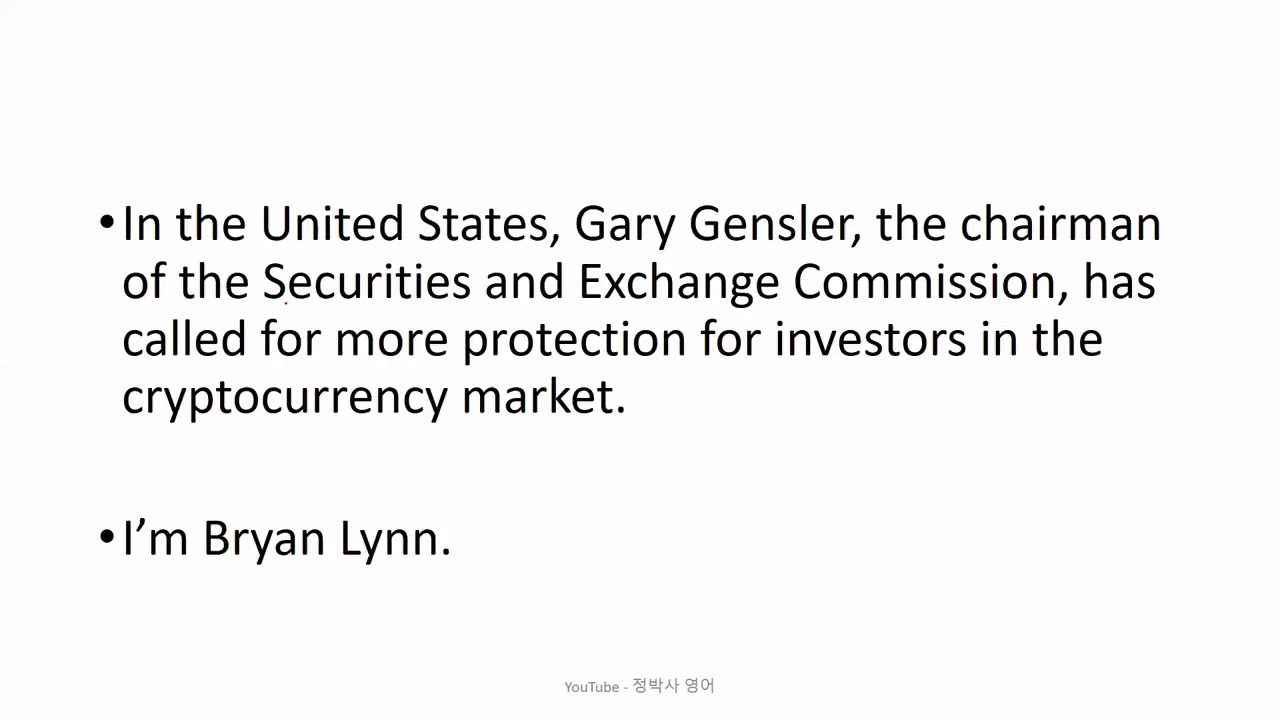 •In the United States, Gary Gensler, the chairman
of the Securities and Exchange Commission, has
called for more protection for investors in the
cryptocurrency market.
•I’m Bryan Lynn.
YouTube - 정박사 영어